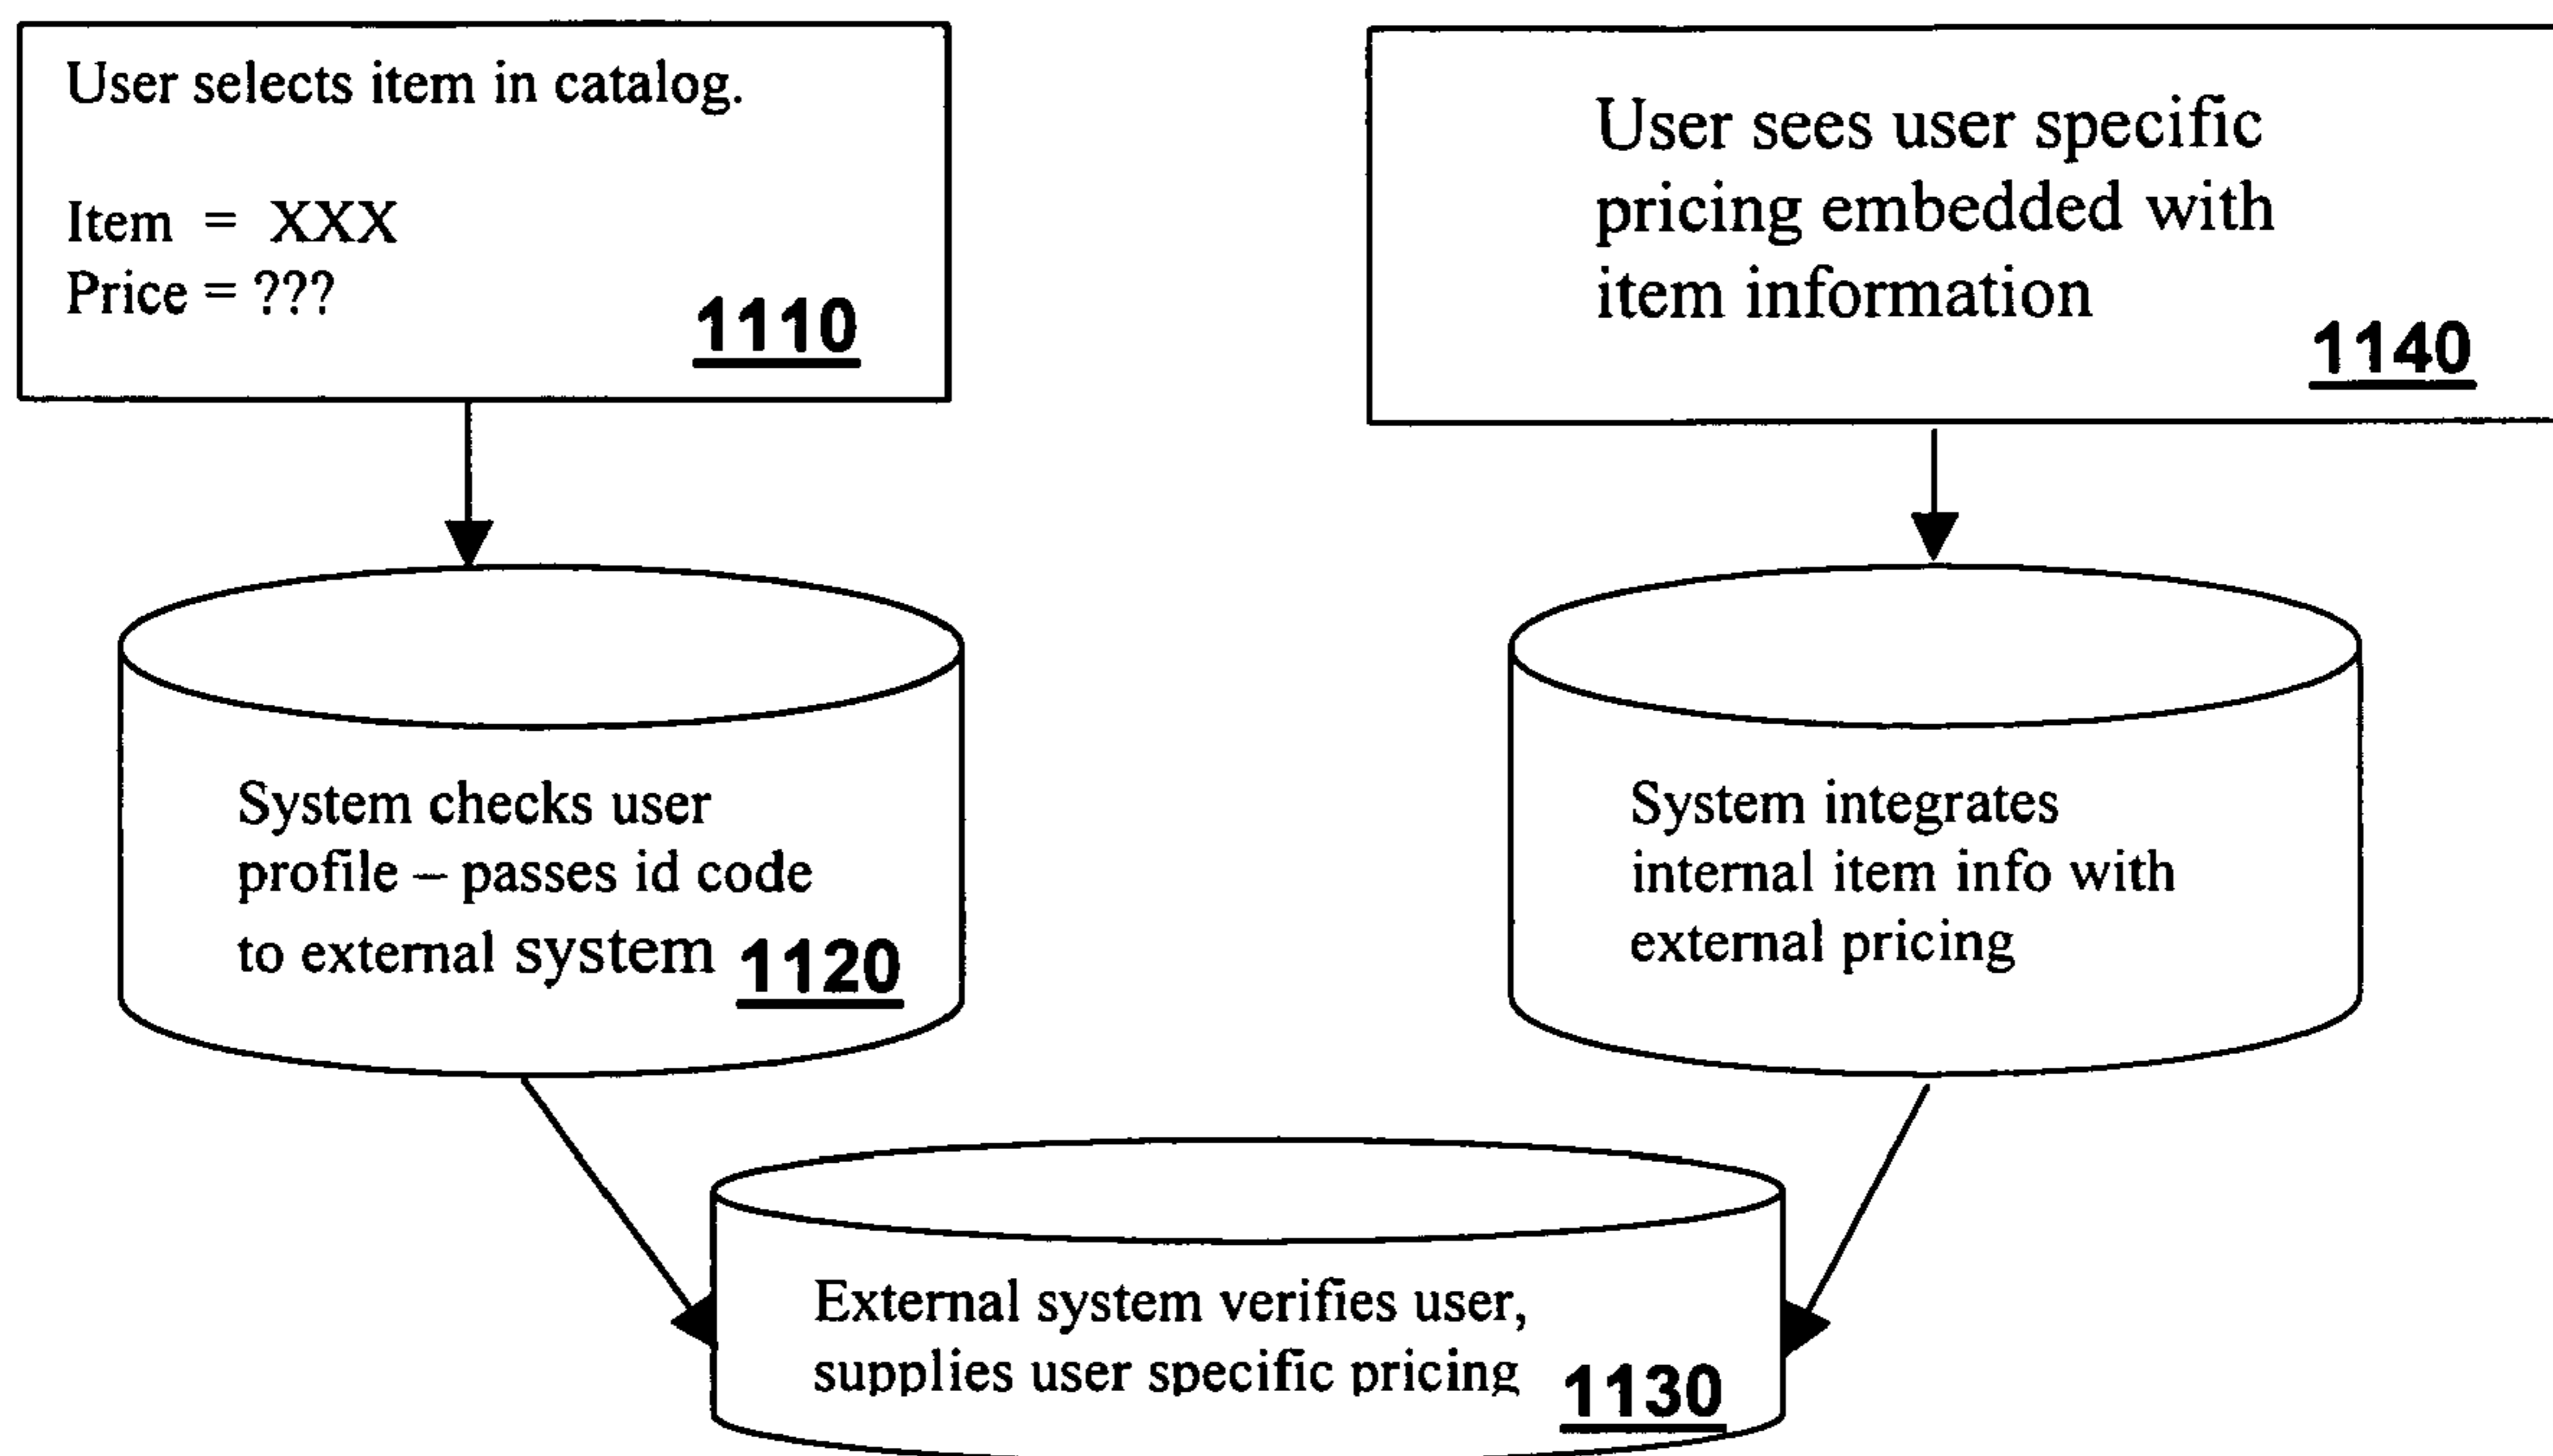 User selects item in catalog.
Item = XXX
Price = ???
1110
User sees user specific
pricing embedded with
item information
1140
System checks user
profile – passes id code
to external system 1120
System integrates
internal item info with
external pricing
External system verifies user,
supplies user specific pricing 1130